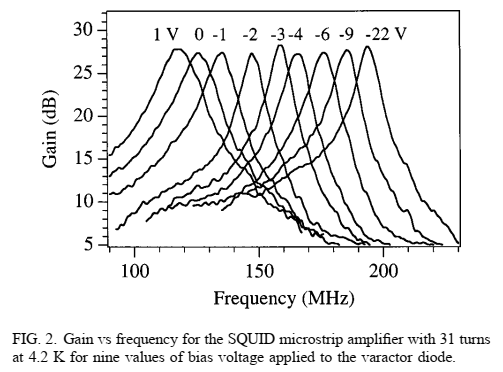 30
1 V 0 -1 -2 -3 -4 -6 -9 -22 V
25
20
Gain (dB)
15
10
5
100 150 200
Frequency (MHz)
FIG. 2. Gain vs frequency for the SQUID microstrip amplifier with 31 turns
at 4.2 K for nine values of bias voltage applied to the varactor diode.